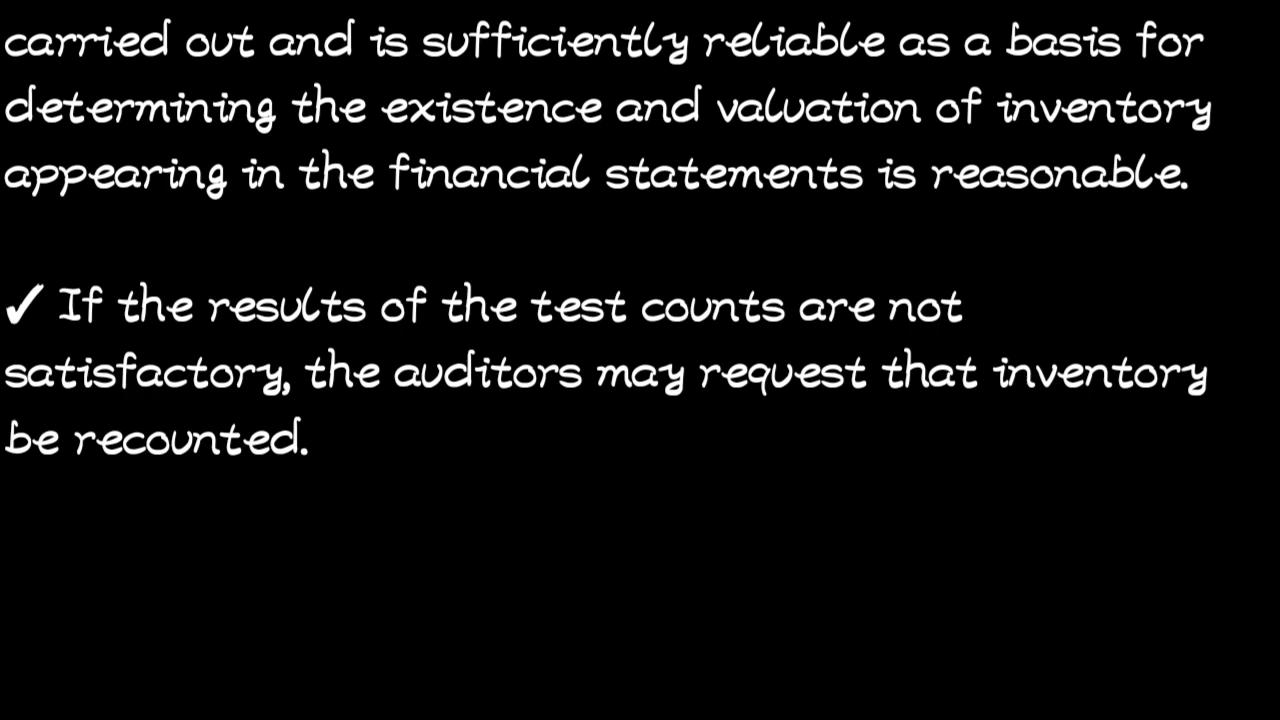 carried out and is sufficiently reliable as a basis for
determining the existence and valuation of inventory
appearing in the financial statements is reasonable.
✓ If the results of the test counts are not
satisfactory, the auditors may request that inventory
be recounted.